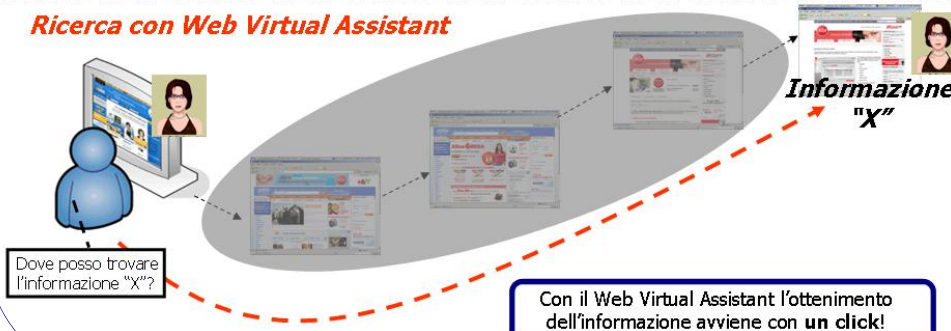 Ricerca con Web Virtual Assistant
Informazione
"X"
Dove posso trovare
l'informazione "X"?
Con il Web Virtual Assistant l'ottenimento
dell'informazione avviene con un click!